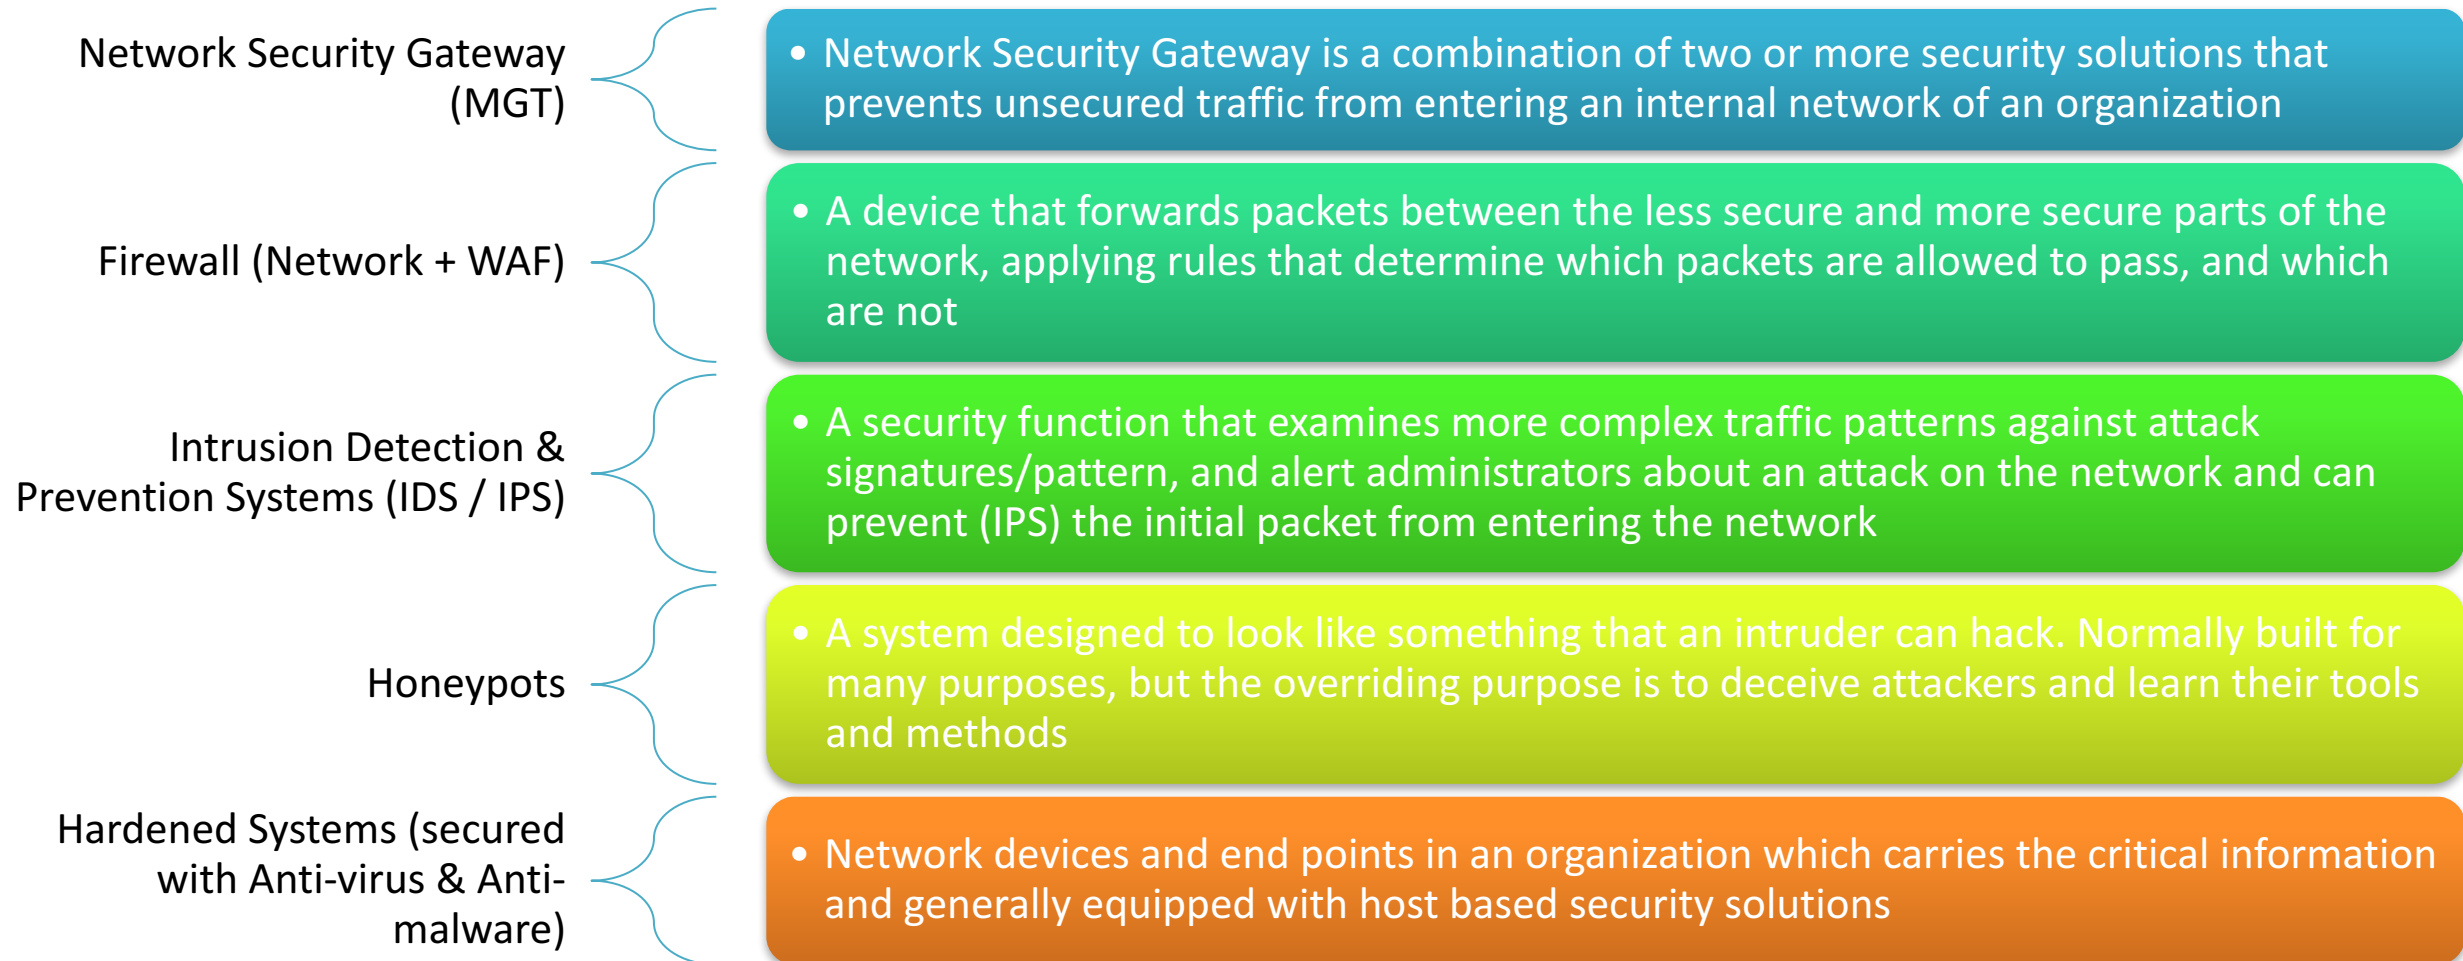 Network Security Gateway
(MGT)
• Network Security Gateway is a combination of two or more security solutions that
prevents unsecured traffic from entering an internal network of an organization
Firewall (Network + WAF)
• A device that forwards packets between the less secure and more secure parts of the
network, applying rules that determine which packets are allowed to pass, and which
are not
Intrusion Detection &
Prevention Systems (IDS / IPS)
• A security function that examines more complex traffic patterns against attack
signatures/pattern, and alert administrators about an attack on the network and can
prevent (IPS) the initial packet from entering the network
Honeypots
• A system designed to look like something that an intruder can hack. Normally built for
many purposes, but the overriding purpose is to deceive attackers and learn their tools
and methods
Hardened Systems (secured
with Anti-virus & Anti-
malware)
• Network devices and end points in an organization which carries the critical information
and generally equipped with host based security solutions